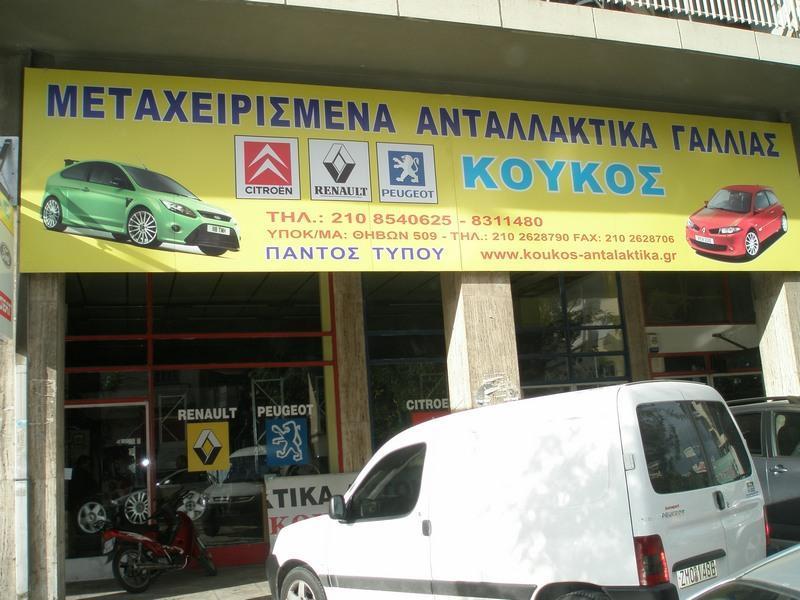 ΜΕΤΑΧΕΙΡΙΣΜΕΝΑ ΑΝΤΑΛΛΑΚΤΙΚΑ ΓΑΛΛΙΑΣ
CITROËN RENAULT PEUGEOT ΚΟΥΚΟΣ
ΤΗΛ.: 210 8540625 - 8311480
ΥΠΟΚ/ΜΑ: ΘΗΒΩΝ 509 - ΤΗΛ.: 210 2628790 FAX: 210 2628706
ΠΑΝΤΟΣ ΤΥΠΟΥ www.koukos-antalaktika.gr
RENAULT PEUGEOT CITROE
ΚΤΙΚΑ
ΚΟ